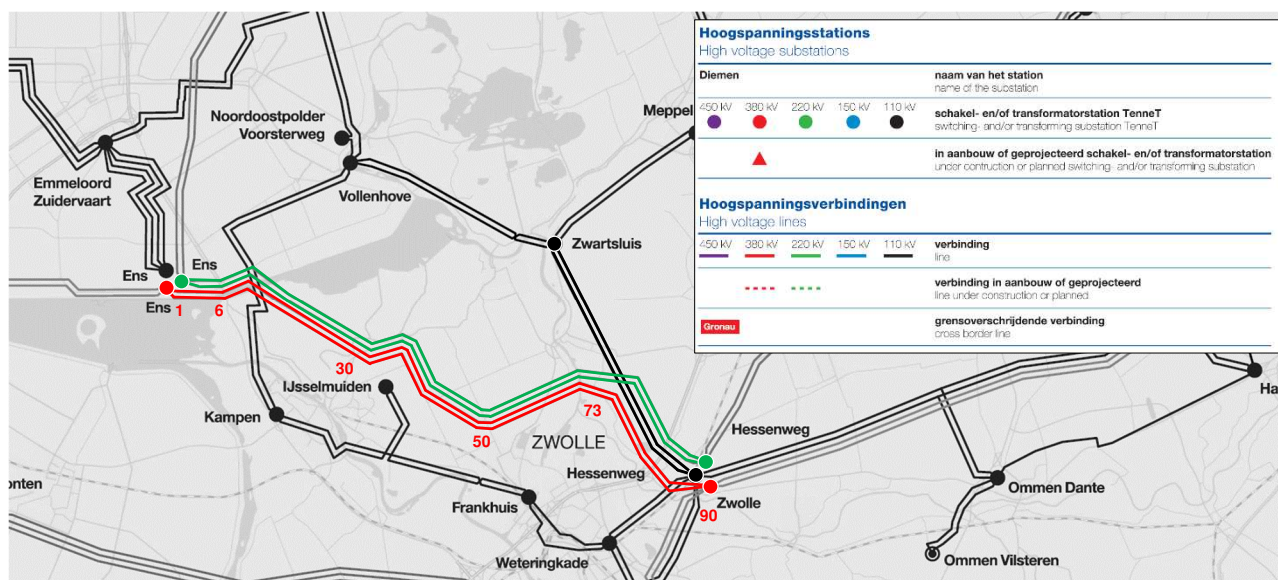 Hoogspanningsstations
High voltage substations
Diemen
naam van het station
name of the substation
450 kV 380 kV 220 kV 150 kV 110 kV
schakel- en/of transformatorstation TenneT
switching- and/or transforming substation TenneT
in aanbouw of geprojecteerd schakel- en/of transformatorstation
under contruction or planned switching- and/or transforming substation
Hoogspanningsverbindingen
High voltage lines
450 kV 380 kV 220 kV 150 kV 110 kV
verbinding
line
verbinding in aanbouw of geprojecteerd
line under construction or planned
Gronau
grensoverschrijdende verbinding
cross border line
Noordoostpolder
Voorsterweg
Meppel
Emmeloord
Zuidervaart
Vollenhove
Zwartsluis
Ens
Ens
Ens
1
6
30
IJsselmuiden
Kampen
50
73
ZWOLLE
Hessenweg
Hessenweg
Ha
onten
Frankhuis
Zwolle
90
Ommen Dante
Weteringkade
Ommen Vilsteren